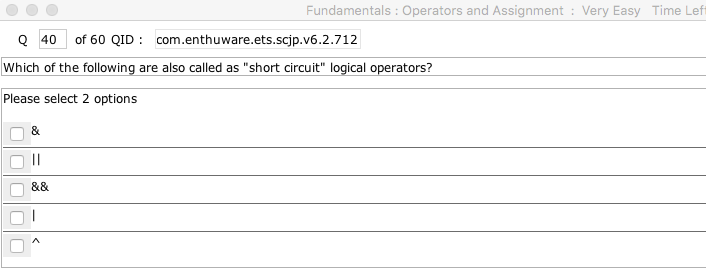 Fundamentals : Operators and Assignment  :  Very Easy   Time Left
Q 40 of 60 QID : com.enthuware.ets.scjp.v6.2.712
Which of the following are also called as "short circuit" logical operators?
Please select 2 options
&
||
&&
|
^